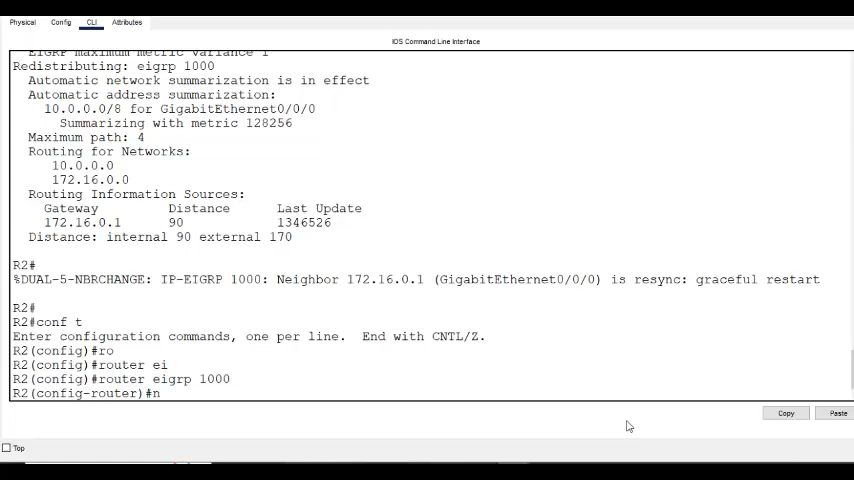 Physical Config CLI Attributes
IOS Command Line Interface
EIGRP maximum metric variance 1
Redistributing: eigrp 1000
Automatic network summarization is in effect
Automatic address summarization:
10.0.0.0/8 for GigabitEthernet0/0/0
Summarizing with metric 128256
Maximum path: 4
Routing for Networks:
10.0.0.0
172.16.0.0
Routing Information Sources:
Gateway Distance Last Update
172.16.0.1 90 1346526
Distance: internal 90 external 170
R2#
%DUAL-5-NBRCHANGE: IP-EIGRP 1000: Neighbor 172.16.0.1 (GigabitEthernet0/0/0) is resync: graceful restart
R2#
R2#conf t
Enter configuration commands, one per line. End with CNTL/Z.
R2(config)#ro
R2(config)#router ei
R2(config)#router eigrp 1000
R2(config-router)#n
Copy Paste
Top